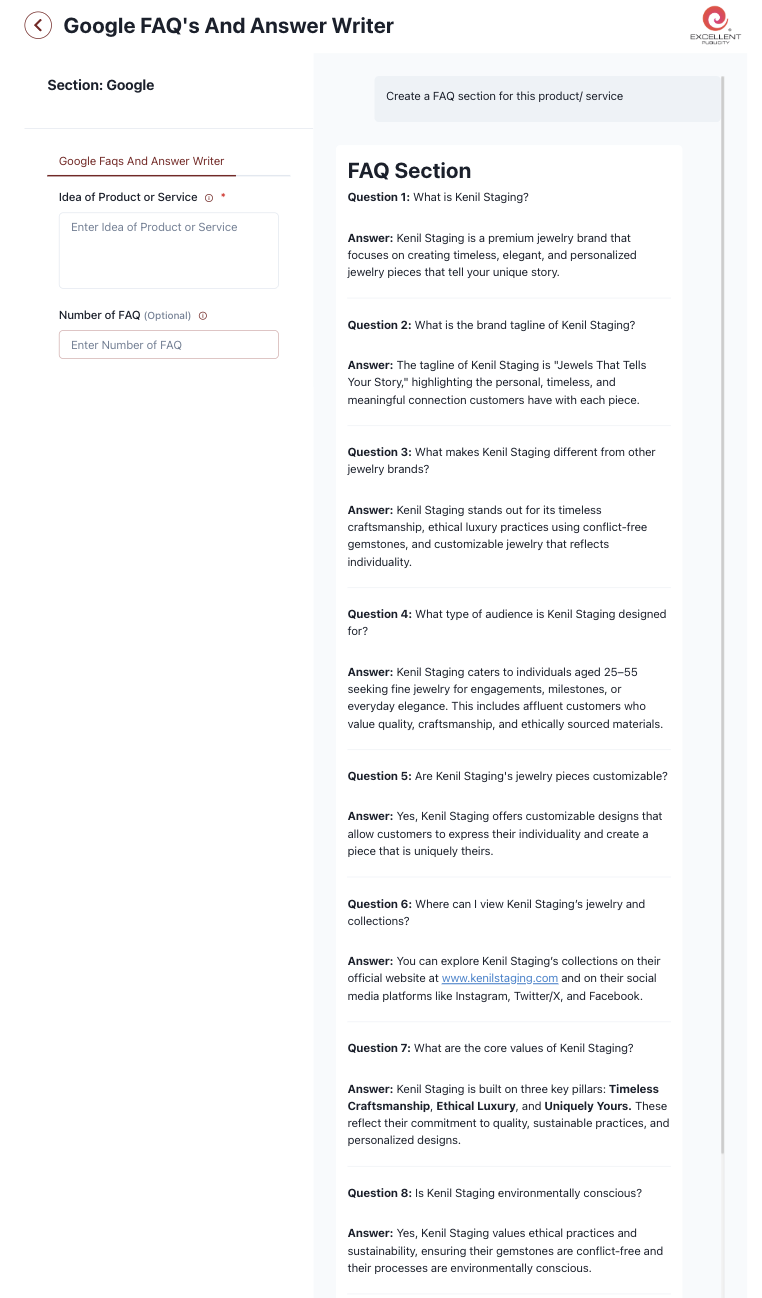 Google FAQ's And Answer Writer
EXCELLENT
PUBLICITY
Section: Google
Google Faqs And Answer Writer
Idea of Product or Service *
Enter Idea of Product or Service
Number of FAQ (Optional)
Enter Number of FAQ
Create a FAQ section for this product/ service
FAQ Section
Question 1: What is Kenil Staging?
Answer: Kenil Staging is a premium jewelry brand that
focuses on creating timeless, elegant, and personalized
jewelry pieces that tell your unique story.
Question 2: What is the brand tagline of Kenil Staging?
Answer: The tagline of Kenil Staging is "Jewels That Tells
Your Story," highlighting the personal, timeless, and
meaningful connection customers have with each piece.
Question 3: What makes Kenil Staging different from other
jewelry brands?
Answer: Kenil Staging stands out for its timeless
craftsmanship, ethical luxury practices using conflict-free
gemstones, and customizable jewelry that reflects
individuality.
Question 4: What type of audience is Kenil Staging designed
for?
Answer: Kenil Staging caters to individuals aged 25–55
seeking fine jewelry for engagements, milestones, or
everyday elegance. This includes affluent customers who
value quality, craftsmanship, and ethically sourced materials.
Question 5: Are Kenil Staging's jewelry pieces customizable?
Answer: Yes, Kenil Staging offers customizable designs that
allow customers to express their individuality and create a
piece that is uniquely theirs.
Question 6: Where can I view Kenil Staging's jewelry and
collections?
Answer: You can explore Kenil Staging's collections on their
official website at www.kenilstaging.com and on their social
media platforms like Instagram, Twitter/X, and Facebook.
Question 7: What are the core values of Kenil Staging?
Answer: Kenil Staging is built on three key pillars: Timeless
Craftsmanship, Ethical Luxury, and Uniquely Yours. These
reflect their commitment to quality, sustainable practices, and
personalized designs.
Question 8: Is Kenil Staging environmentally conscious?
Answer: Yes, Kenil Staging values ethical practices and
sustainability, ensuring their gemstones are conflict-free and
their processes are environmentally conscious.